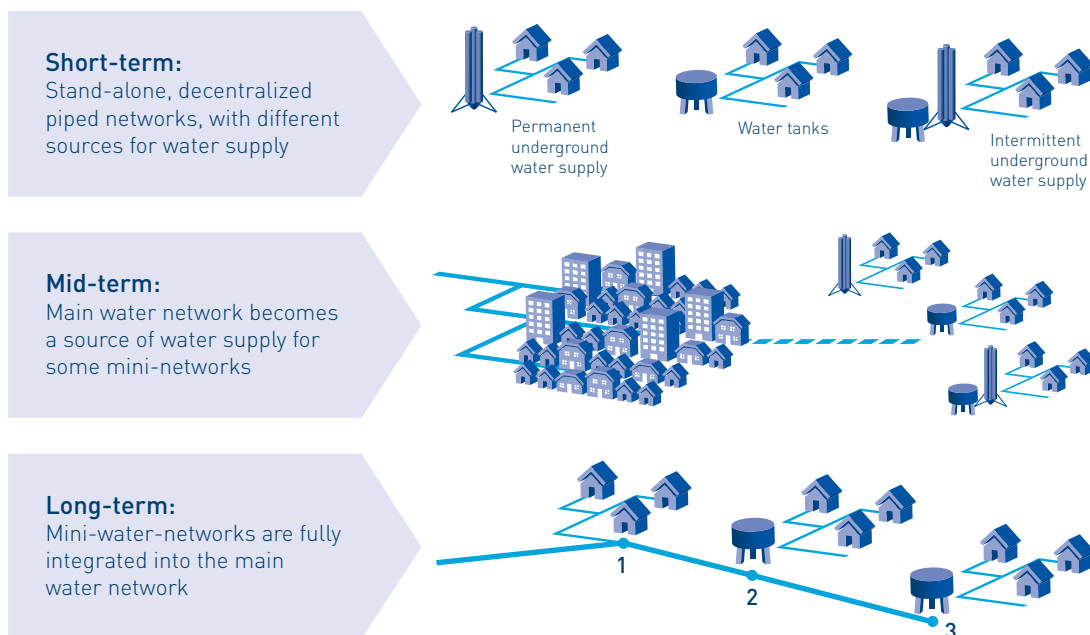 Short-term:
Stand-alone, decentralized
piped networks, with different
sources for water supply
Permanent
underground
water supply
Water tanks
Intermittent
underground
water supply
Mid-term:
Main water network becomes
a source of water supply for
some mini-networks
Long-term:
Mini-water-networks are fully
integrated into the main
water network
1
2
3